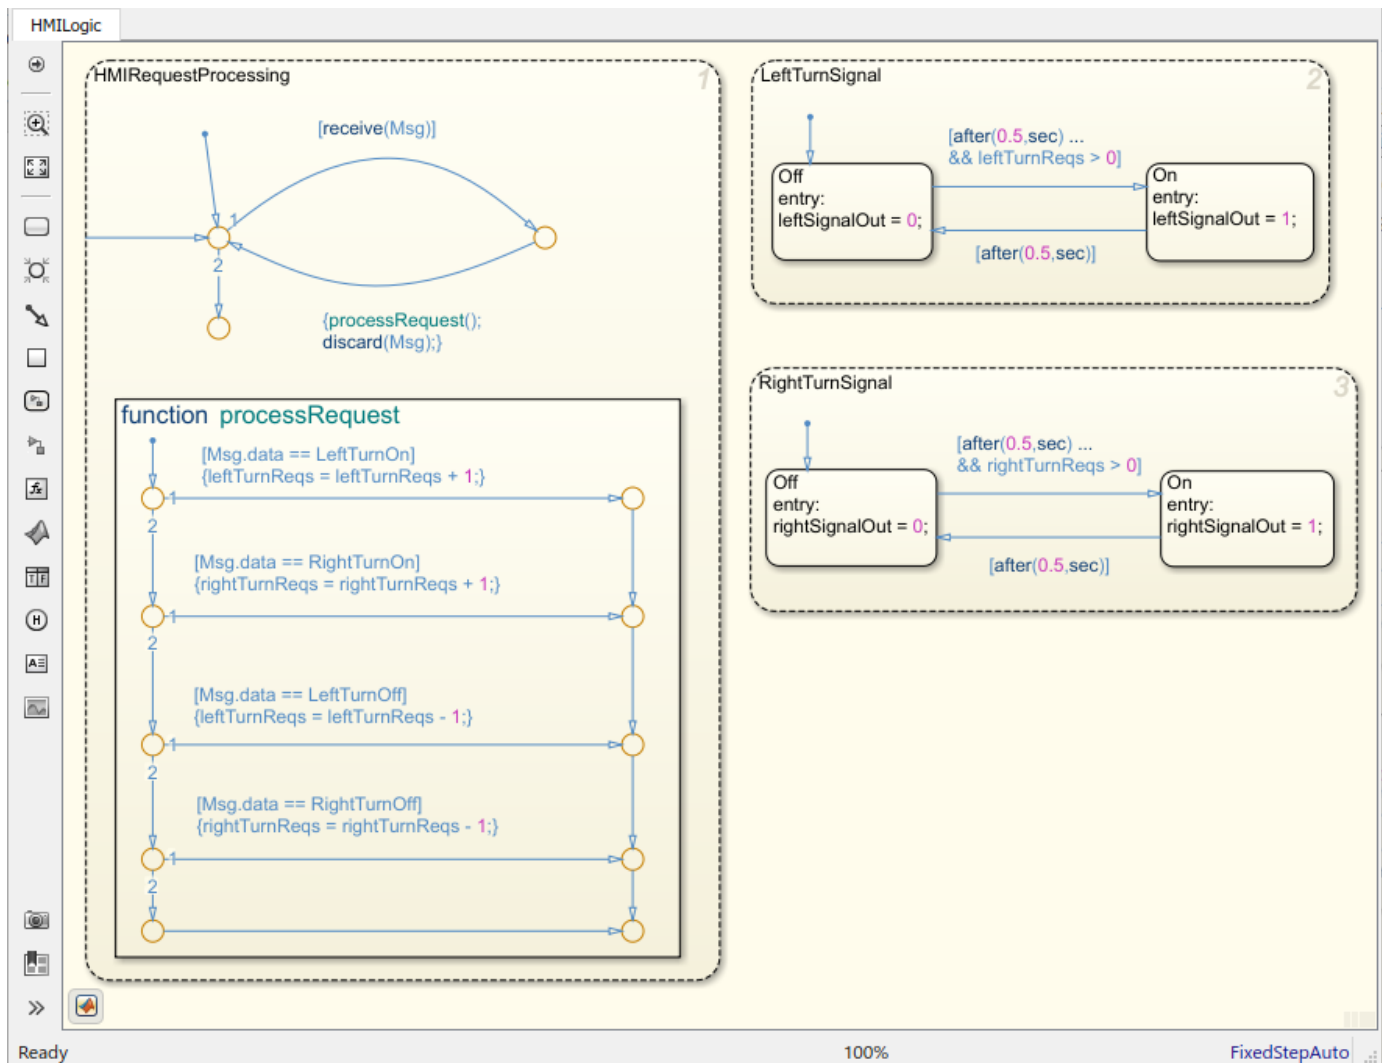 HMILogic
HMIRequestProcessing
1
[receive(Msg)]
1
2
{processRequest();
discard(Msg);}
function processRequest
[Msg.data == LeftTurnOn]
{leftTurnReqs = leftTurnReqs + 1;}
1
2
[Msg.data == RightTurnOn]
{rightTurnReqs = rightTurnReqs + 1;}
1
2
[Msg.data == LeftTurnOff]
{leftTurnReqs = leftTurnReqs - 1;}
1
2
[Msg.data == RightTurnOff]
{rightTurnReqs = rightTurnReqs - 1;}
1
2
LeftTurnSignal
2
[after(0.5,sec) ...
&& leftTurnReqs > 0]
Off
entry:
leftSignalOut = 0;
On
entry:
leftSignalOut = 1;
[after(0.5,sec)]
RightTurnSignal
3
[after(0.5,sec) ...
&& rightTurnReqs > 0]
Off
entry:
rightSignalOut = 0;
On
entry:
rightSignalOut = 1;
[after(0.5,sec)]
Ready
100%
FixedStepAuto